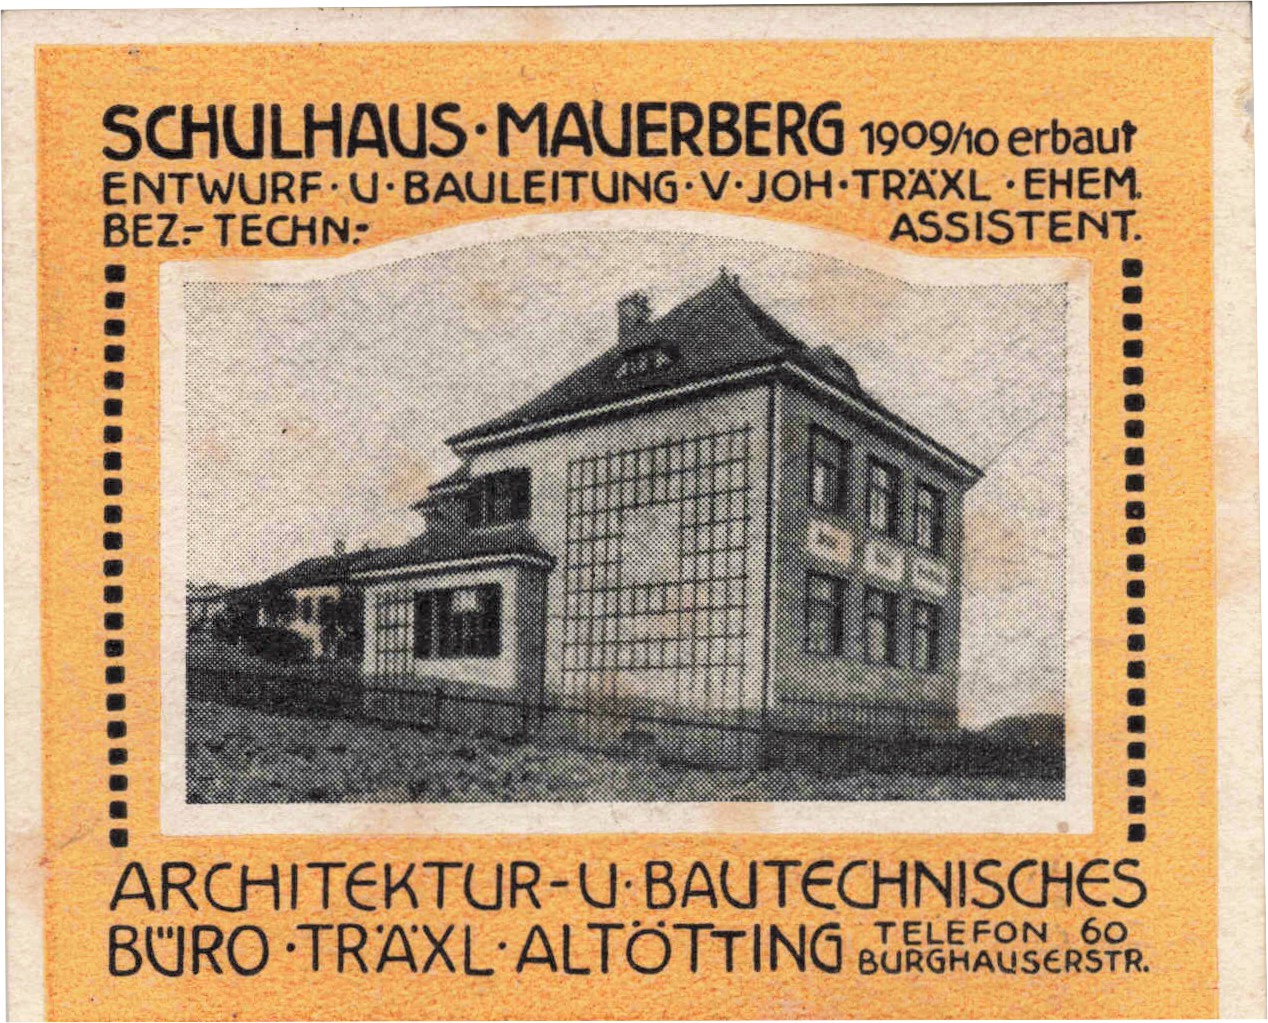 SCHULHAUS · MAUERBERG 1909/10 erbaut
ENTWURF · U · BAULEITUNG · V · JOH · TRÄXL · EHEM.
BEZ.- TECHN.- ASSISTENT.
ARCHITEKTUR- U · BAUTECHNISCHES
BÜRO · TRÄXL · ALTÖTTING TELEFON 60
BURGHAUSERSTR.